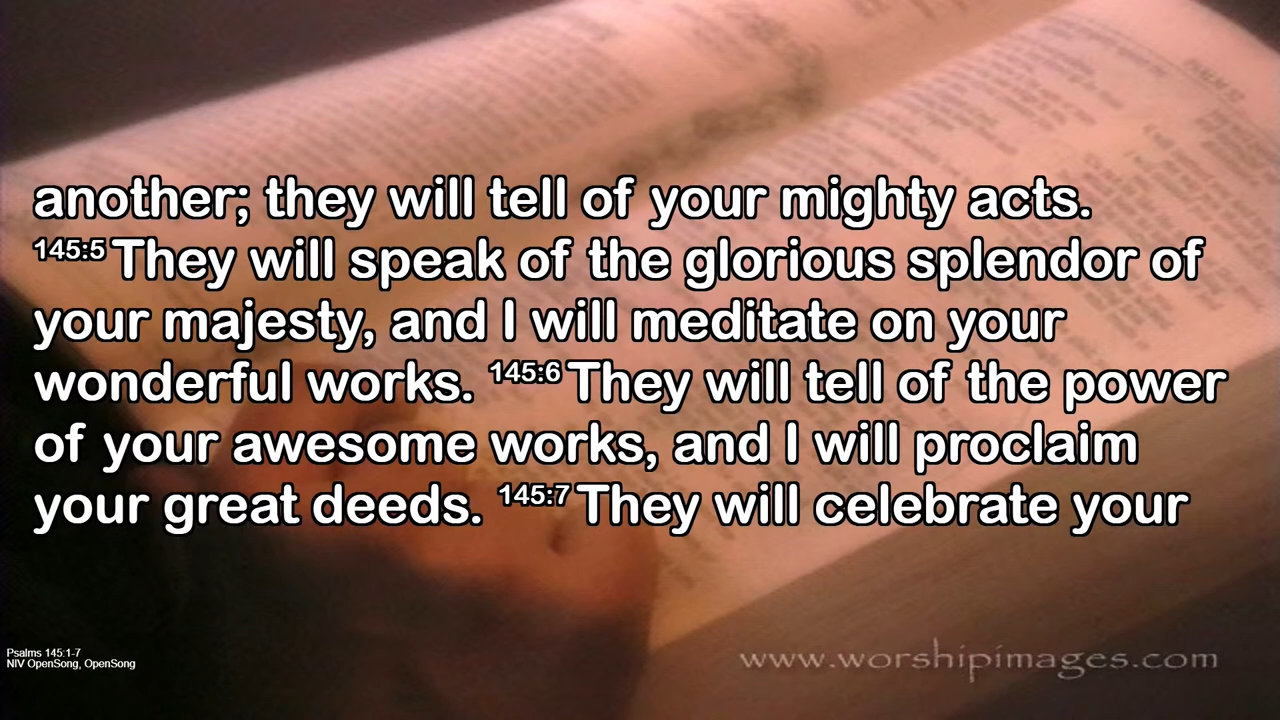 another; they will tell of your mighty acts.
145:5 They will speak of the glorious splendor of
your majesty, and I will meditate on your
wonderful works. 145:6 They will tell of the power
of your awesome works, and I will proclaim
your great deeds. 145:7 They will celebrate your
Psalms 145:1-7
NIV OpenSong, OpenSong
www.worshipimages.com